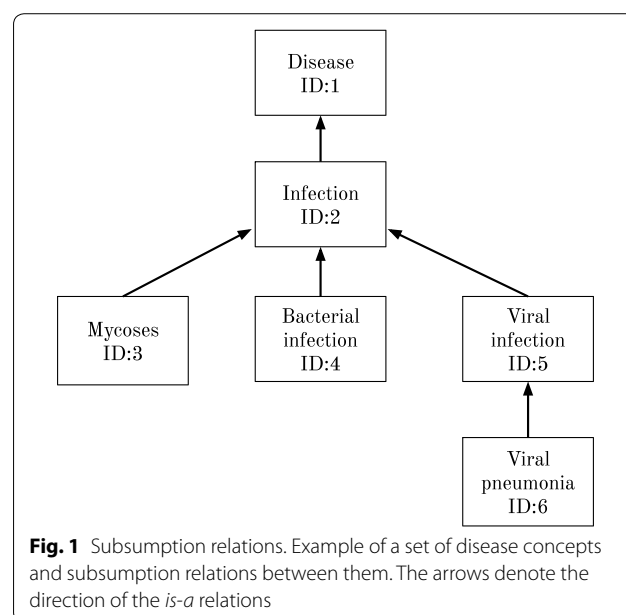 Disease
ID:1
Infection
ID:2
Mycoses
ID:3
Bacterial
infection
ID:4
Viral
infection
ID:5
Viral
pneumonia
ID:6
Fig. 1 Subsumption relations. Example of a set of disease concepts
and subsumption relations between them. The arrows denote the
direction of the is-a relations